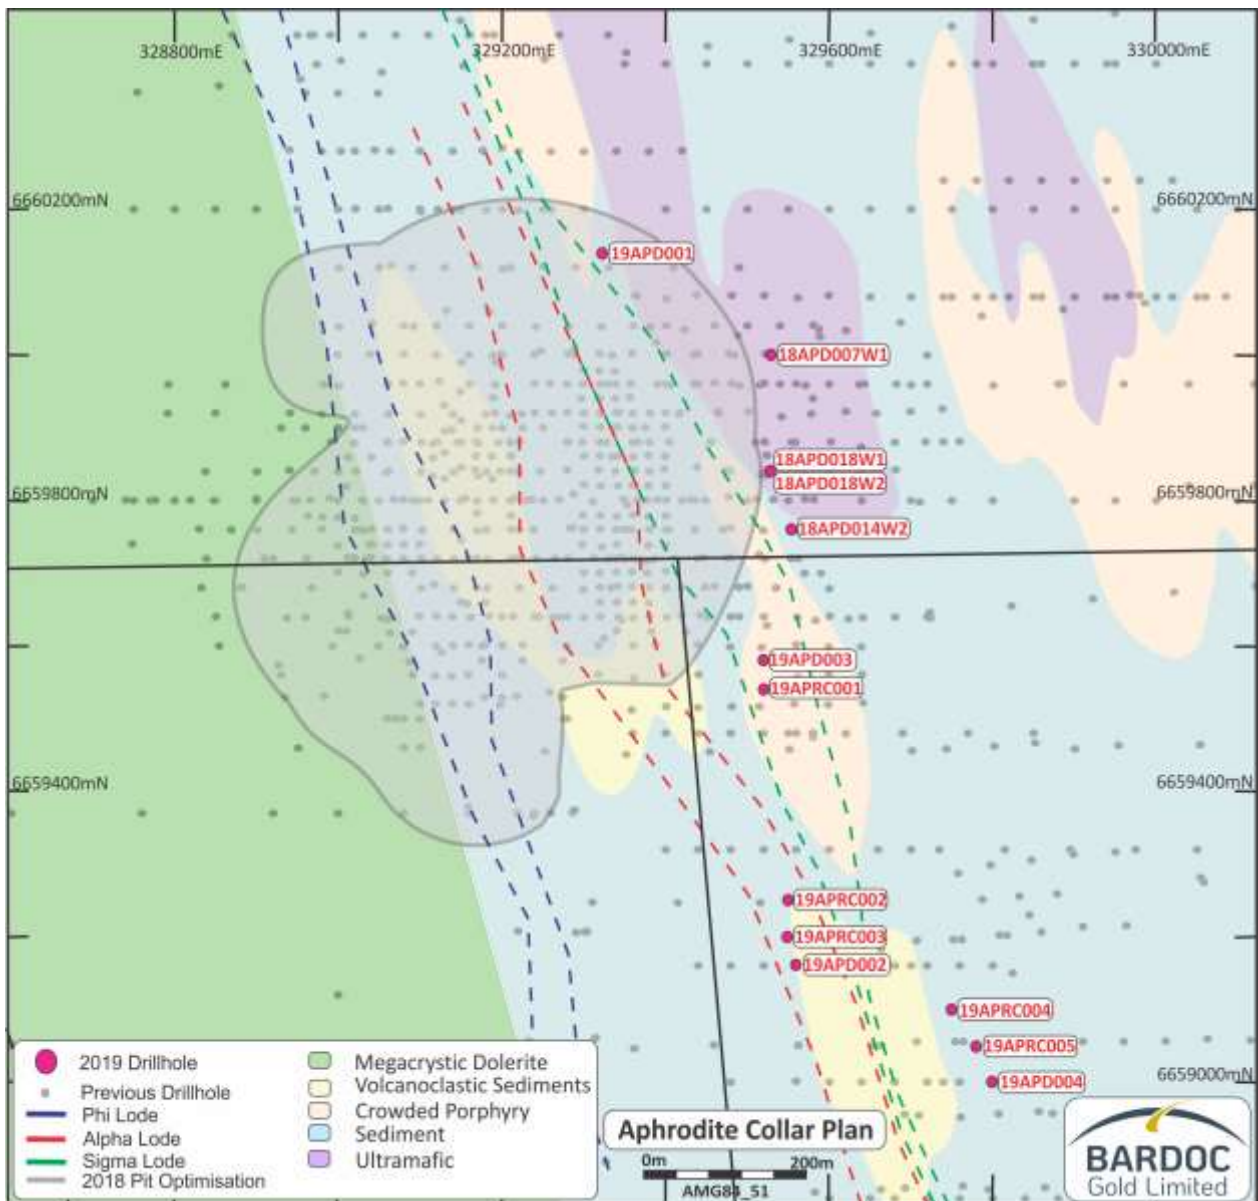 328800mE
329200mE
329600mE
330000mE
6660200mN
6660200mN
19APD001
18APD007W1
18APD018W1
18APD018W2
6659800mN
6659800mN
18APD014W2
19APD003
19APRC001
6659400mN
6659400mN
19APRC002
19APRC003
19APD002
19APRC004
19APRC005
19APD004
6659000mN
2019 Drillhole
Previous Drillhole
Phi Lode
Alpha Lode
Sigma Lode
2018 Pit Optimisation
Megacrystic Dolerite
Volcanoclastic Sediments
Crowded Porphyry
Sediment
Ultramafic
Aphrodite Collar Plan
0m
200m
AMG84_51
BARDOC
Gold Limited